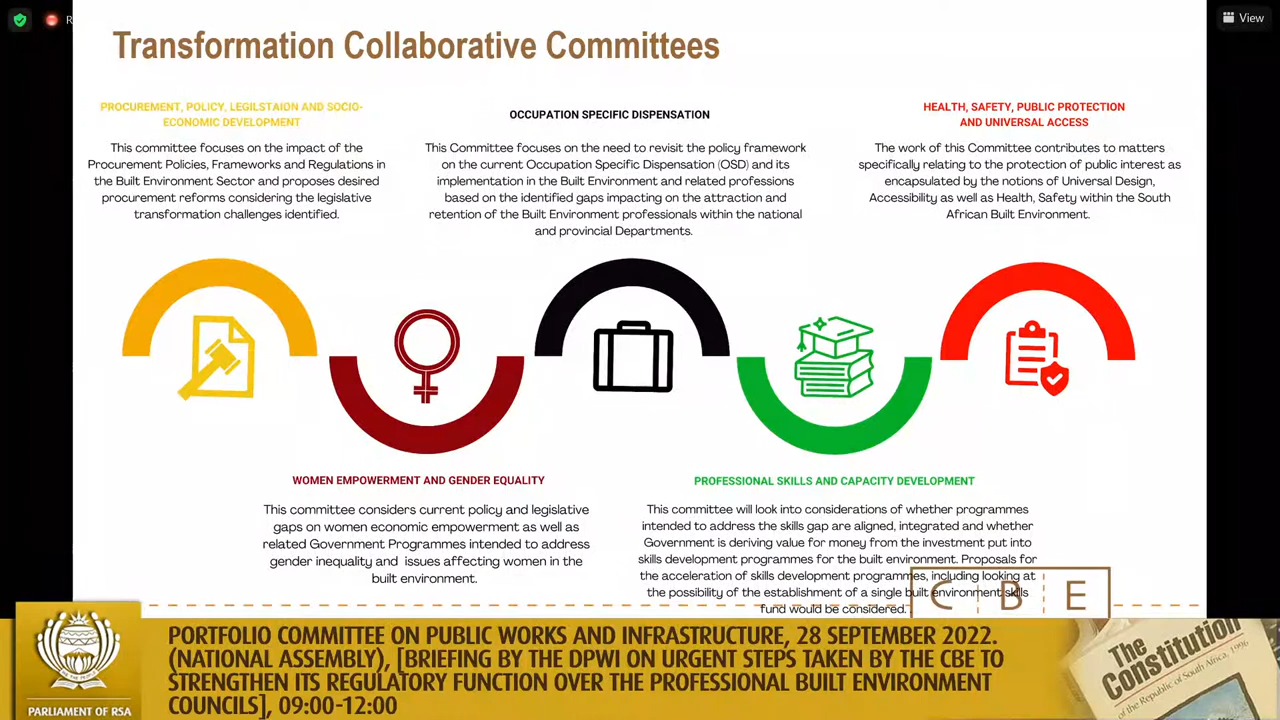 R
View
Transformation Collaborative Committees
PROCUREMENT, POLICY, LEGILSTAION AND SOCIO-
ECONOMIC DEVELOPMENT
This committee focuses on the impact of the
Procurement Policies, Frameworks and Regulations in
the Built Environment Sector and proposes desired
procurement reforms considering the legislative
transformation challenges identified.
OCCUPATION SPECIFIC DISPENSATION
This Committee focuses on the need to revisit the policy framework
on the current Occupation Specific Dispensation (OSD) and its
implementation in the Built Environment and related professions
based on the identified gaps impacting on the attraction and
retention of the Built Environment professionals within the national
and provincial Departments.
HEALTH, SAFETY, PUBLIC PROTECTION
AND UNIVERSAL ACCESS
The work of this Committee contributes to matters
specifically relating to the protection of public interest as
encapsulated by the notions of Universal Design,
Accessibility as well as Health, Safety within the South
African Built Environment.
WOMEN EMPOWERMENT AND GENDER EQUALITY
This committee considers current policy and legislative
gaps on women economic empowerment as well as
related Government Programmes intended to address
gender inequality and issues affecting women in the
built environment.
PROFESSIONAL SKILLS AND CAPACITY DEVELOPMENT
This committee will look into considerations of whether programmes
intended to address the skills gap are aligned, integrated and whether
Government is deriving value for money from the investment put into
skills development programmes for the built environment. Proposals for
the acceleration of skills development programmes, including looking at
the possibility of the establishment of a single built environment skills
fund would be considered.
C B E
PORTFOLIO COMMITTEE ON PUBLIC WORKS AND INFRASTRUCTURE, 28 SEPTEMBER 2022.
(NATIONAL ASSEMBLY), [BRIEFING BY THE DPWI ON URGENT STEPS TAKEN BY THE CBE TO
STRENGTHEN ITS REGULATORY FUNCTION OVER THE PROFESSIONAL BUILT ENVIRONMENT
COUNCILS], 09:00-12:00
PARLIAMENT OF RSA
The
Constitution
of the Republic of South Africa, 1996